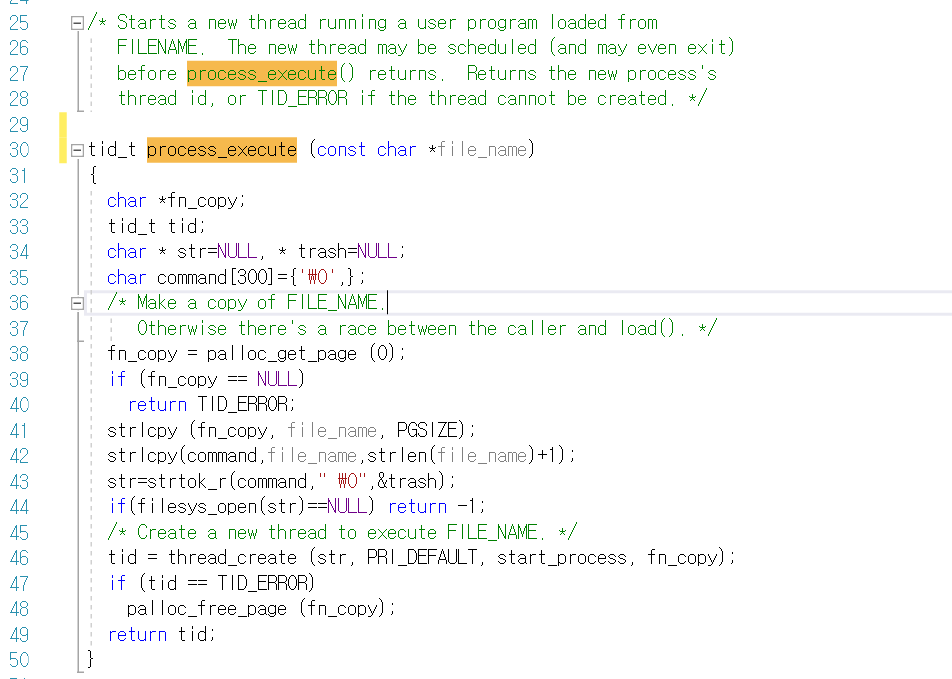 25 /* Starts a new thread running a user program loaded from
26 FILENAME. The new thread may be scheduled (and may even exit)
27 before process_execute() returns. Returns the new process's
28 thread id, or TID_ERROR if the thread cannot be created. */
29
30 tid_t process_execute (const char *file_name)
31 {
32 char *fn_copy;
33 tid_t tid;
34 char * str=NULL, * trash=NULL;
35 char command[300]={'₩0',};
36 /* Make a copy of FILE_NAME.
37 Otherwise there's a race between the caller and load(). */
38 fn_copy = palloc_get_page (0);
39 if (fn_copy == NULL)
40 return TID_ERROR;
41 strlcpy (fn_copy, file_name, PGSIZE);
42 strlcpy(command,file_name,strlen(file_name)+1);
43 str=strtok_r(command," ₩0",&trash);
44 if(filesys_open(str)==NULL) return -1;
45 /* Create a new thread to execute FILE_NAME. */
46 tid = thread_create (str, PRI_DEFAULT, start_process, fn_copy);
47 if (tid == TID_ERROR)
48 palloc_free_page (fn_copy);
49 return tid;
50 }